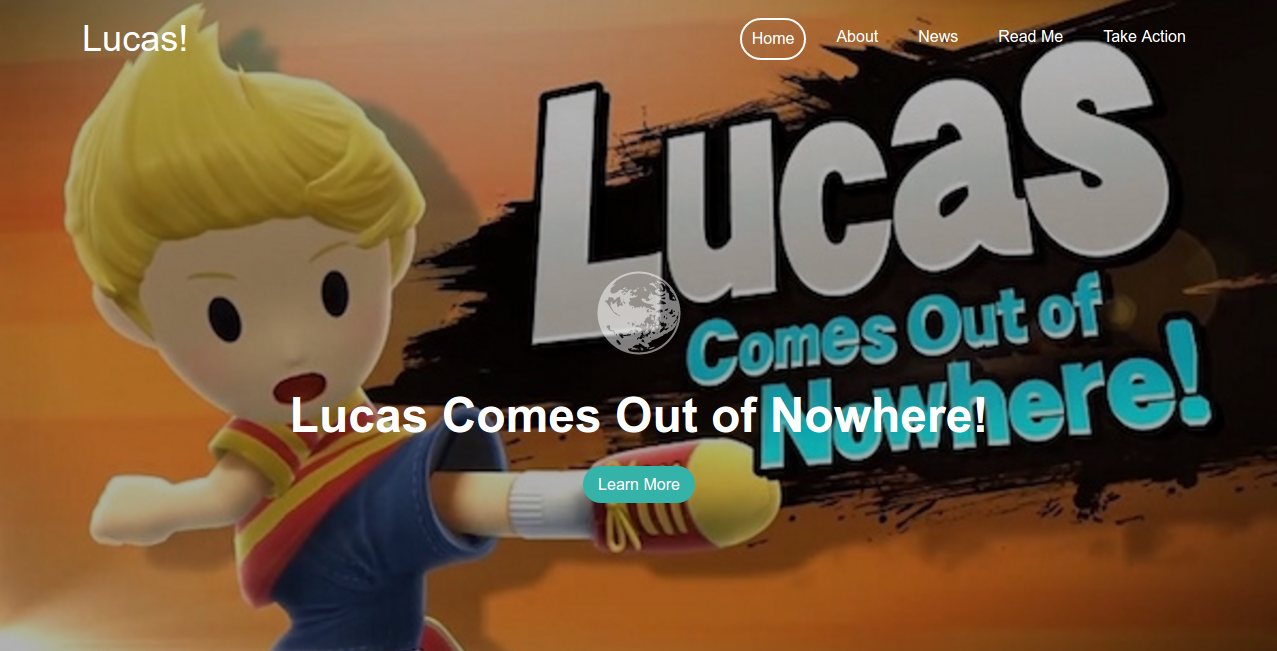 Lucas!
Home About News Read Me Take Action
Lucas
Comes Out of
Nowhere!
Lucas Comes Out of Nowhere!
Learn More